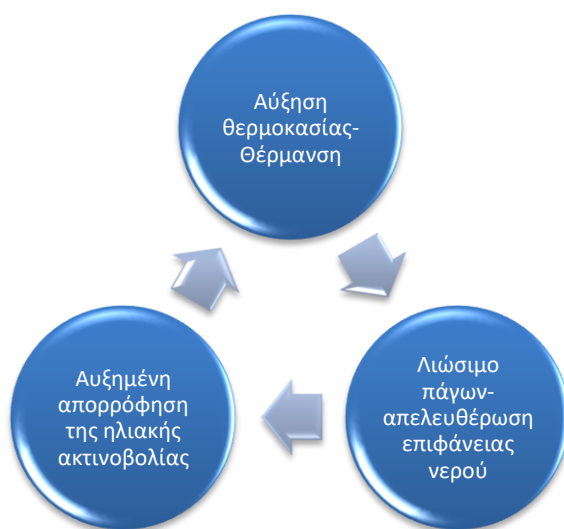 Αύξηση
θερμοκασίας-
Θέρμανση
Λιώσιμο
πάγων-
απελευθέρωση
επιφάνειας
νερού
Αυξημένη
απορρόφηση
της ηλιακής
ακτινοβολίας